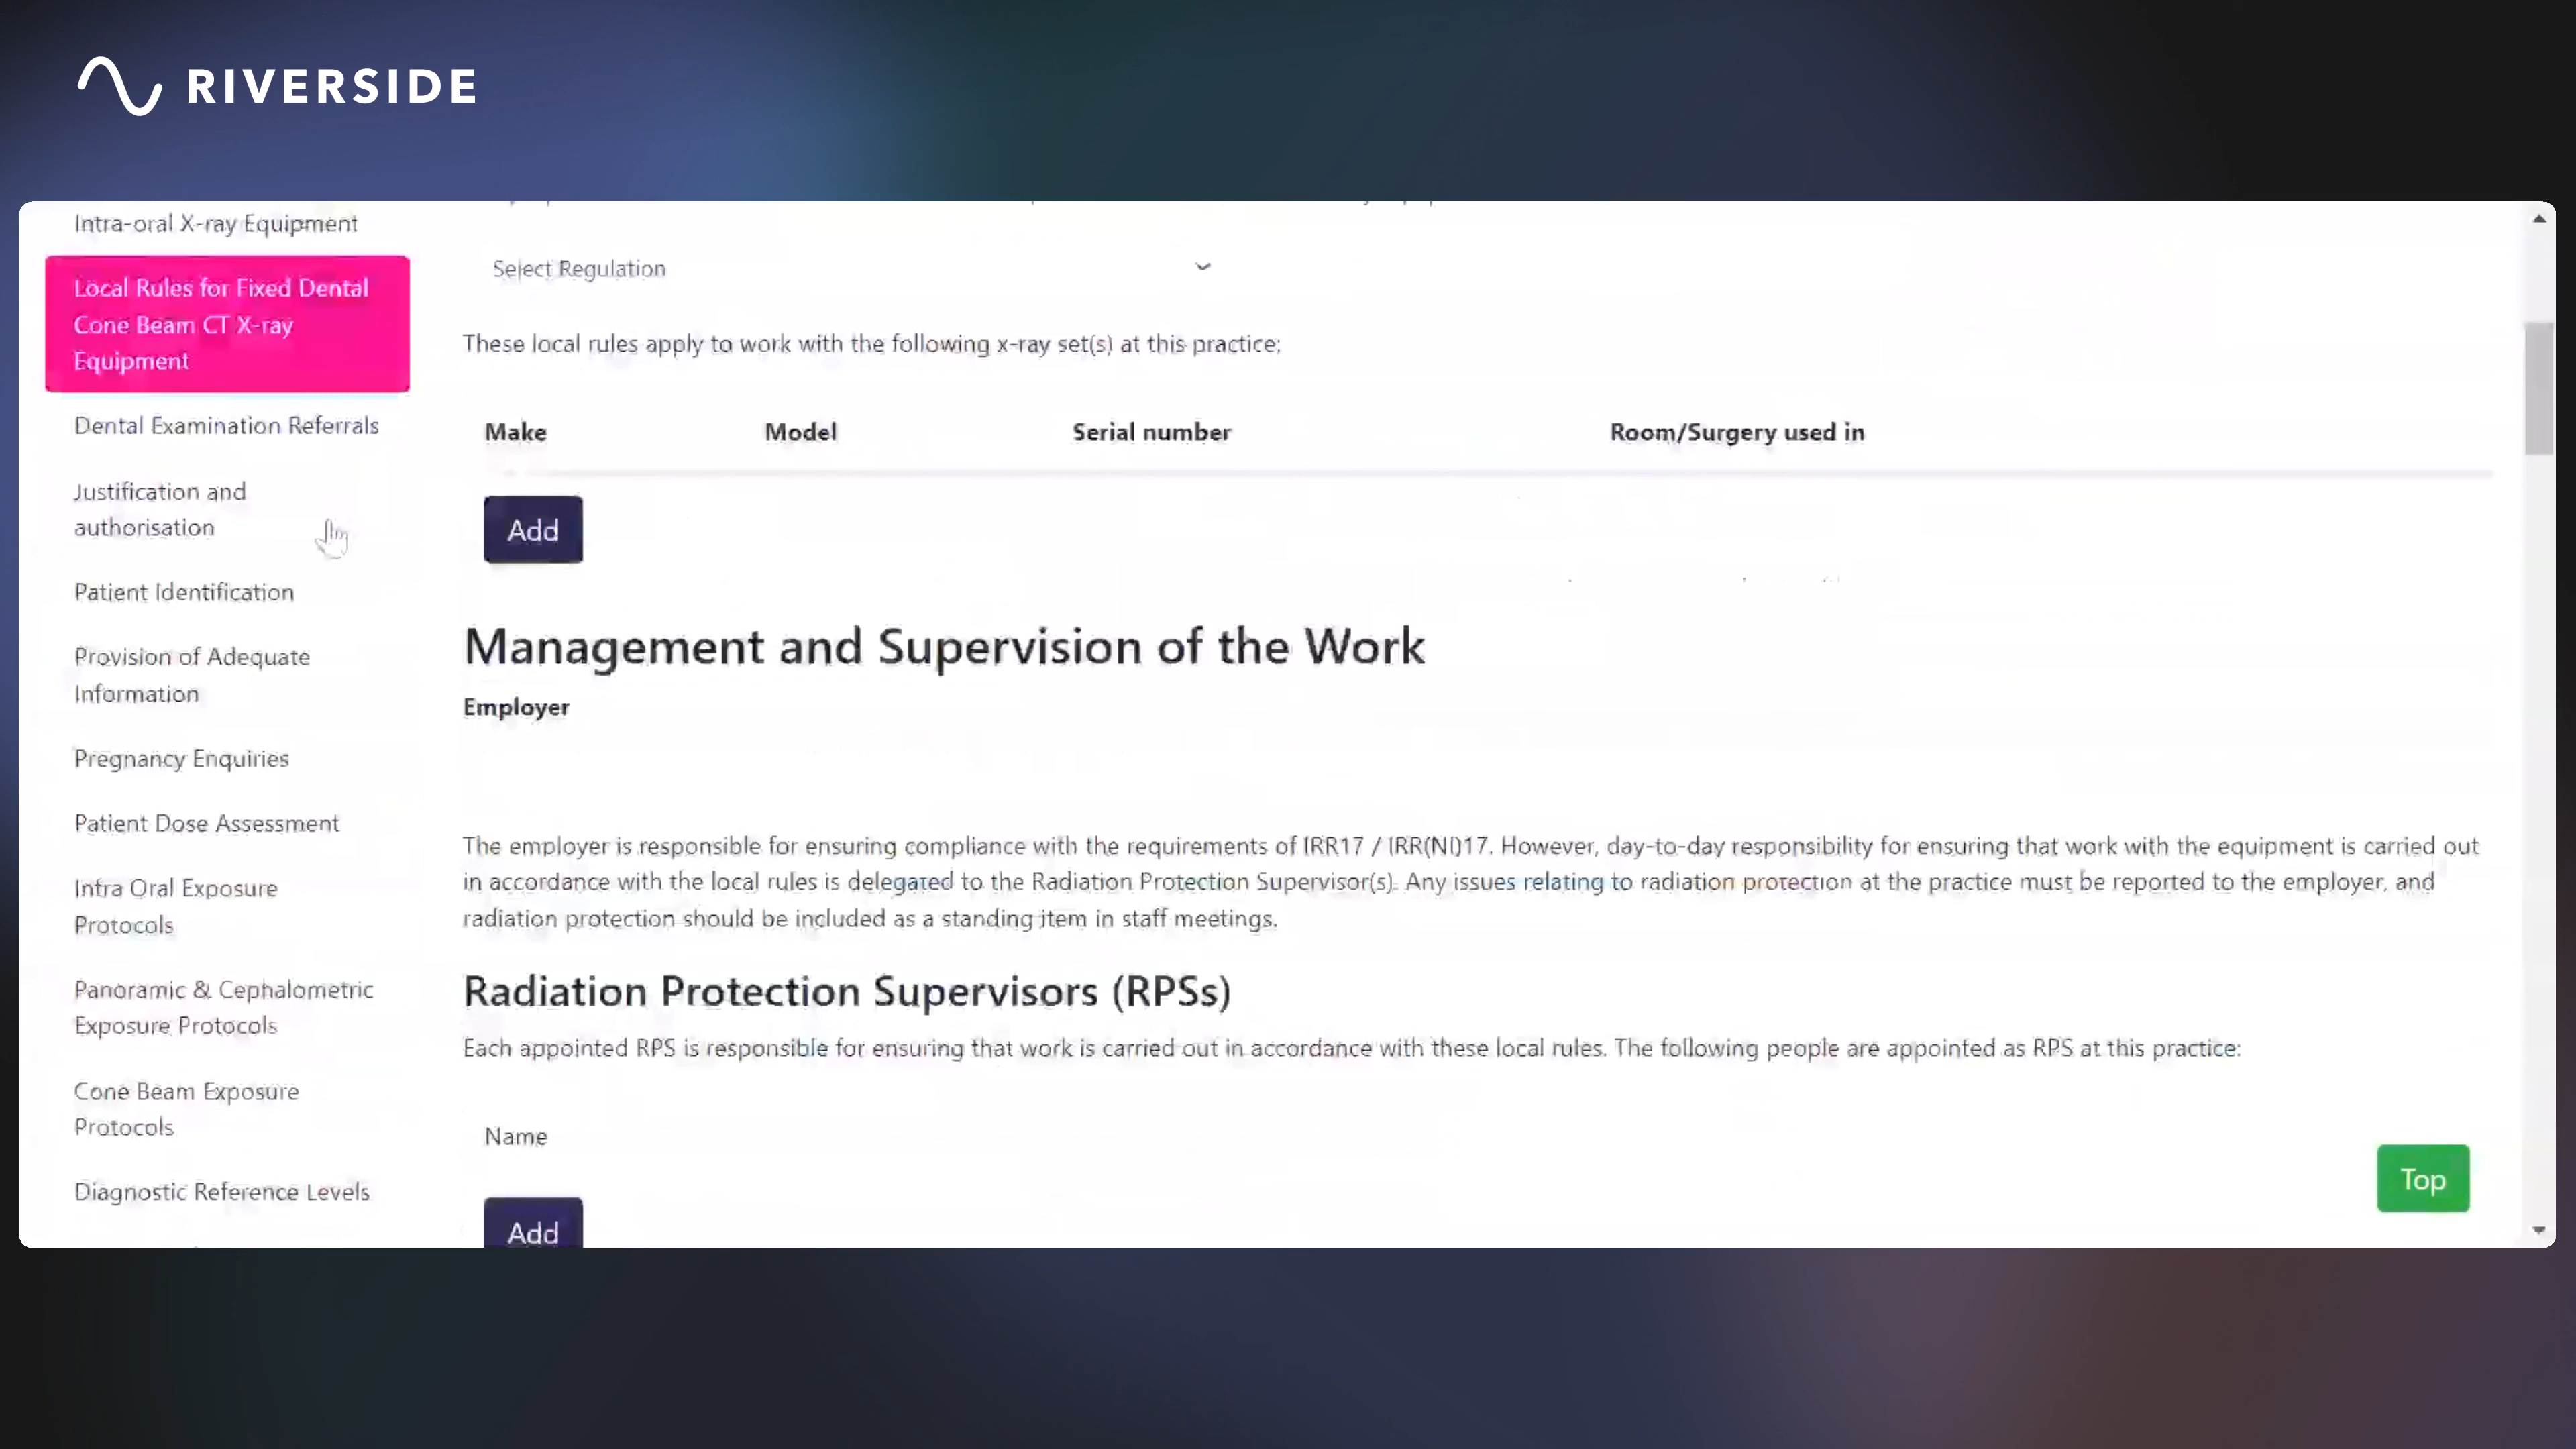 RIVERSIDE
Intra-oral X-ray Equipment
Local Rules for Fixed Dental
Cone Beam CT X-ray
Equipment
Dental Examination Referrals
Justification and
authorisation
Patient Identification
Provision of Adequate
Information
Pregnancy Enquiries
Patient Dose Assessment
Intra Oral Exposure
Protocols
Panoramic & Cephalometric
Exposure Protocols
Cone Beam Exposure
Protocols
Diagnostic Reference Levels
Select Regulation
These local rules apply to work with the following x-ray set(s) at this practice;
Make Model Serial number Room/Surgery used in
Add
Management and Supervision of the Work
Employer
The employer is responsible for ensuring compliance with the requirements of IRR17 / IRR(NI)17. However, day-to-day responsibility for ensuring that work with the equipment is carried out
in accordance with the local rules is delegated to the Radiation Protection Supervisor(s). Any issues relating to radiation protection at the practice must be reported to the employer, and
radiation protection should be included as a standing item in staff meetings.
Radiation Protection Supervisors (RPSs)
Each appointed RPS is responsible for ensuring that work is carried out in accordance with these local rules. The following people are appointed as RPS at this practice:
Name
Add
Top